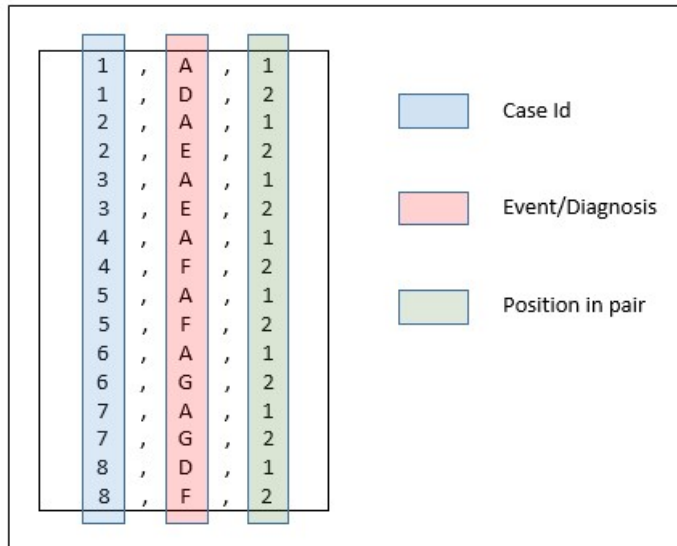 1 , A , 1
1 , D , 2
2 , A , 1
2 , E , 2
3 , A , 1
3 , E , 2
4 , A , 1
4 , F , 2
5 , A , 1
5 , F , 2
6 , A , 1
6 , G , 2
7 , A , 1
7 , G , 2
8 , D , 1
8 , F , 2
Case Id
Event/Diagnosis
Position in pair